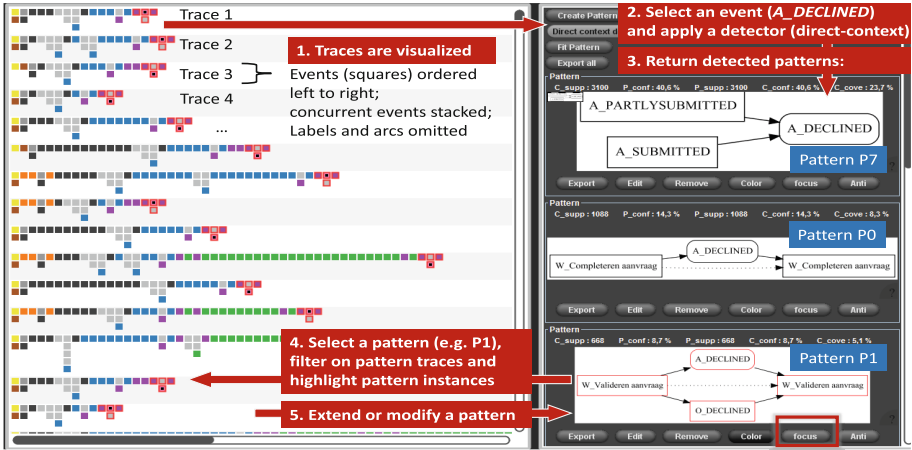 Trace 1
Trace 2
Trace 3
Trace 4
...
1. Traces are visualized
Events (squares) ordered
left to right;
concurrent events stacked;
Labels and arcs omitted
Create Pattern
Direct context d
Fit Pattern
Export all
2. Select an event (A_DECLINED)
and apply a detector (direct-context)
3. Return detected patterns:
Pattern
C_supp : 3100 P_conf : 40,6 % P_supp : 3100 C_conf : 40,6 % C_cove : 23,7 %
A_PARTLYSUBMITTED
A_DECLINED
A_SUBMITTED
Pattern P7
Export Edit Remove Color focus Anti
Pattern
C_supp : 1088 P_conf : 14,3 % P_supp : 1088 C_conf : 14,3 % C_cove : 8,3 %
Pattern P0
A_DECLINED
W_Completeren aanvraag W_Completeren aanvraag
?
Export Edit Remove Color focus Anti
Pattern
C_supp : 668 P_conf : 8,7 % P_supp : 668 C_conf : 8,7 % C_cove : 5,1 %
Pattern P1
A_DECLINED
W_Valideren aanvraag W_Valideren aanvraag
O_DECLINED
?
Export Edit Remove Color focus Anti
4. Select a pattern (e.g. P1),
filter on pattern traces and
highlight pattern instances
5. Extend or modify a pattern